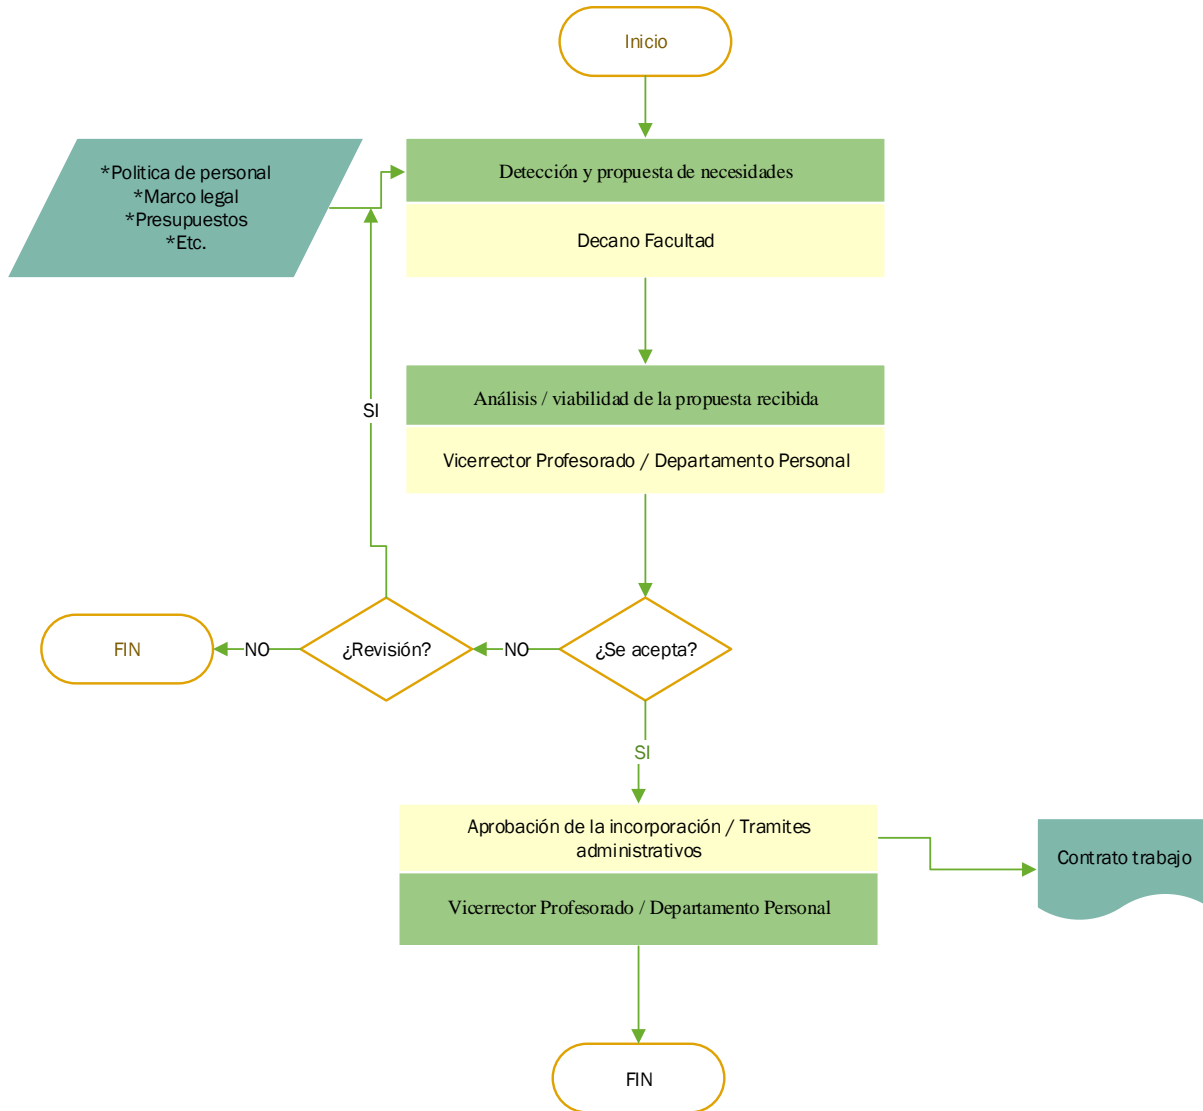 Inicio
*Politica de personal
*Marco legal
*Presupuestos
*Etc.
Detección y propuesta de necesidades
Decano Facultad
Análisis / viabilidad de la propuesta recibida
SI
Vicerrector Profesorado / Departamento Personal
FIN
NO
¿Revisión?
NO
¿Se acepta?
SI
Aprobación de la incorporación / Tramites
administrativos
Contrato trabajo
Vicerrector Profesorado / Departamento Personal
FIN